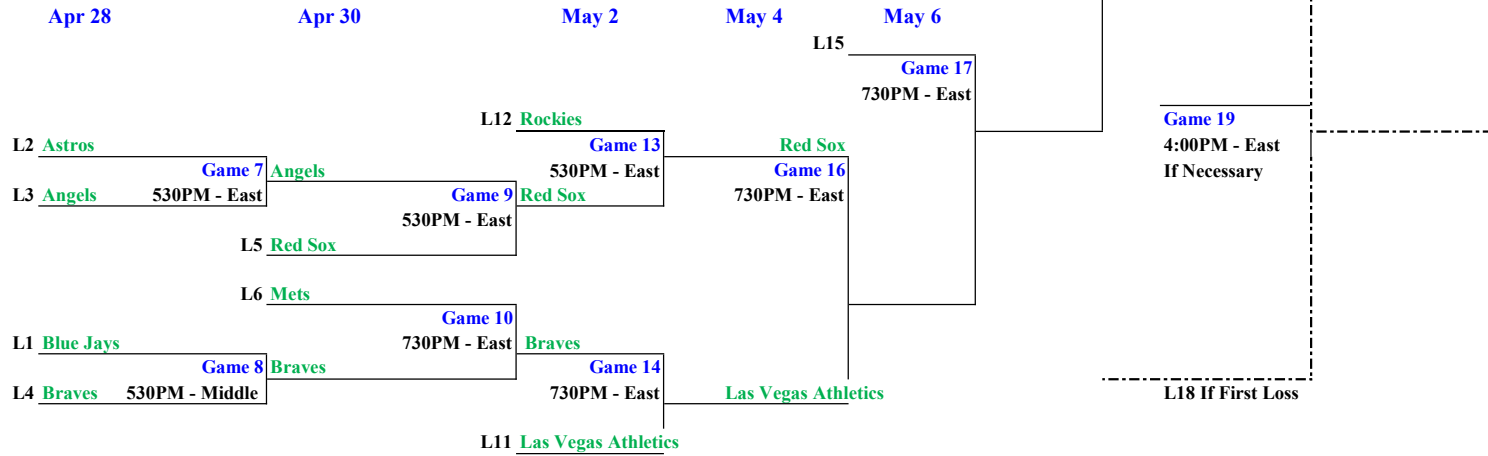 Apr 28 Apr 30 May 2 May 4 May 6
L15
Game 17
730PM - East
L12 Rockies
Game 19
L2 Astros
Game 13
Red Sox
4:00PM - East
Game 7
Angels
530PM - East
Game 16
If Necessary
L3 Angels
530PM - East
Game 9
Red Sox
730PM - East
530PM - East
L5 Red Sox
L6 Mets
Game 10
L1 Blue Jays
730PM - East
Braves
Game 8
Braves
Game 14
L4 Braves
530PM - Middle
730PM - East
Las Vegas Athletics
L18 If First Loss
L11 Las Vegas Athletics